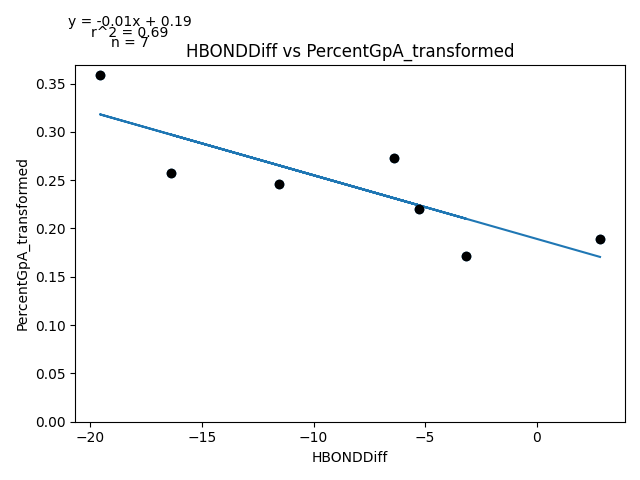 y = -0.01x + 0.19
r^2 = 0.69
n = 7
HBONDDiff vs PercentGpA_transformed
PercentGpA_transformed
0.35
0.30
0.25
0.20
0.15
0.10
0.05
0.00
−20
−15
−10
−5
0
HBONDDiff